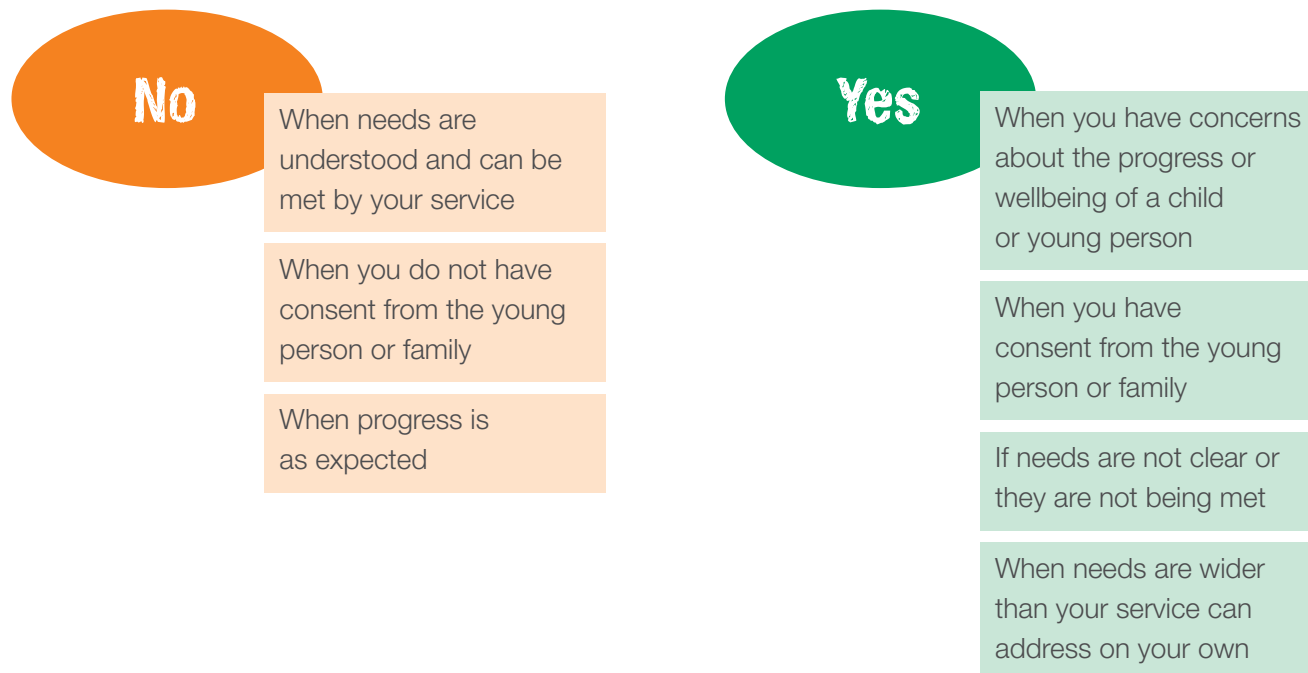 No
When needs are
understood and can be
met by your service
When you do not have
consent from the young
person or family
When progress is
as expected
Yes
When you have concerns
about the progress or
wellbeing of a child
or young person
When you have
consent from the young
person or family
If needs are not clear or
they are not being met
When needs are wider
than your service can
address on your own